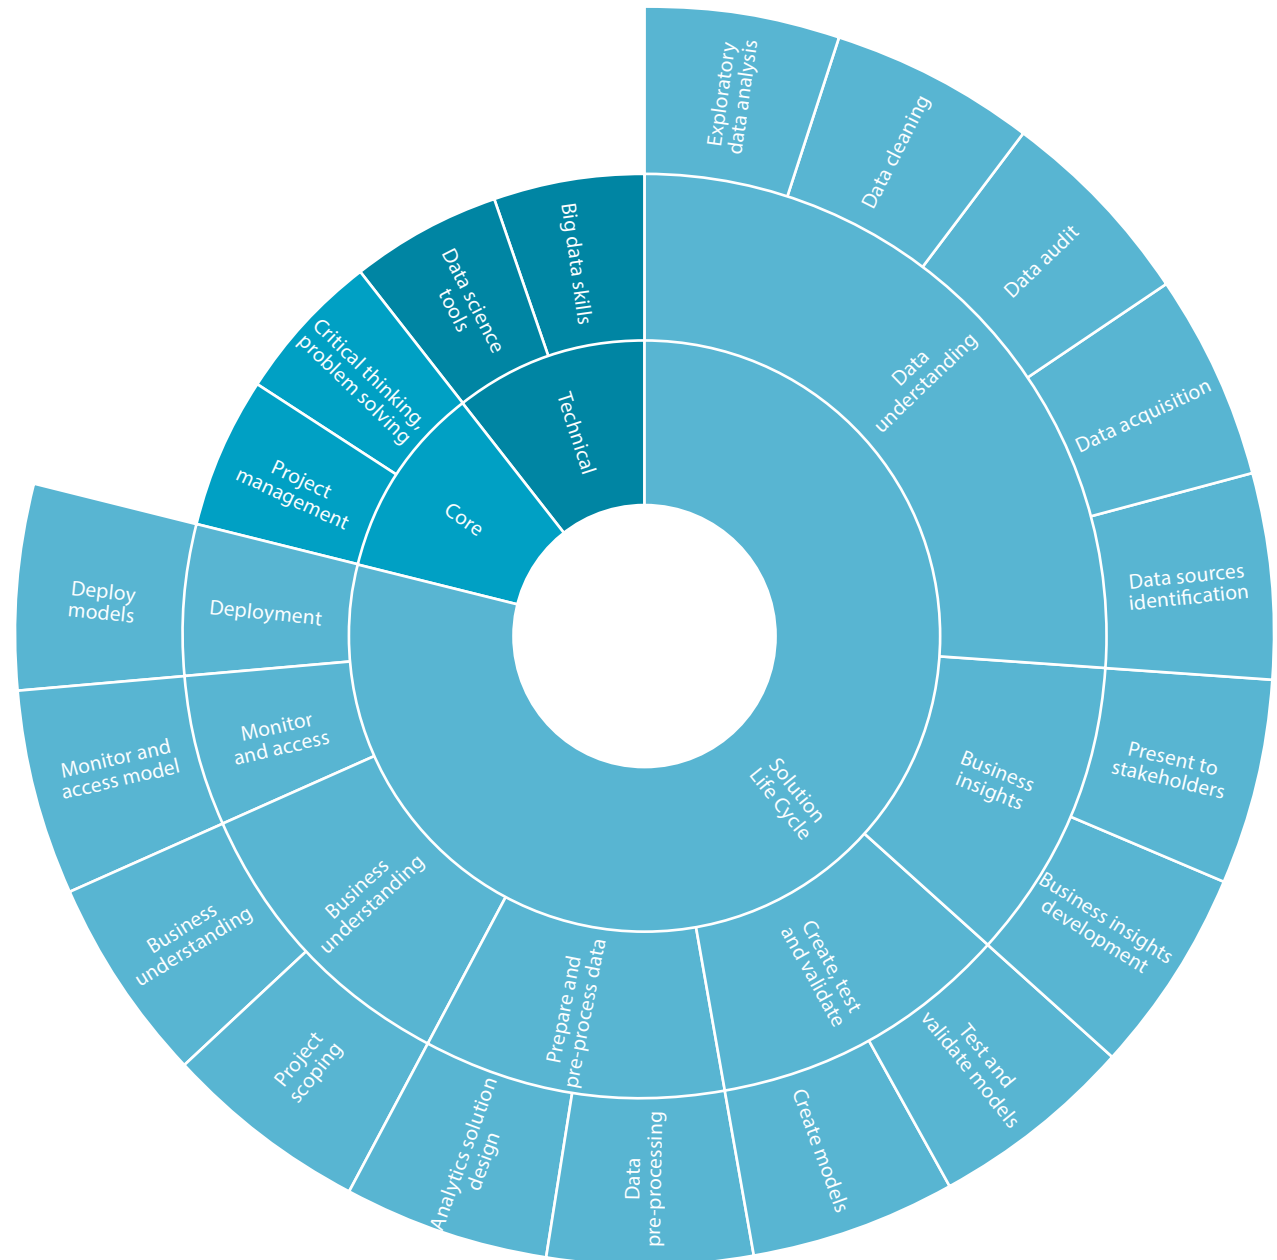 Exploratory
data analysis
Data cleaning
Data audit
Data acquisition
Data sources
identification
Present to
stakeholders
Business insights
development
Test and
validate models
Create models
Data
pre-processing
Analytics solution
design
Project
scoping
Business
understanding
Monitor and
access model
Deploy
models
Big data skills
Data science
tools
Critical thinking,
problem solving
Project
management
Deployment
Monitor
and access
Business
understanding
Prepare and
pre-process data
Create, test
and validate
Business
insights
Data
understanding
Technical
Core
Solution
Life Cycle